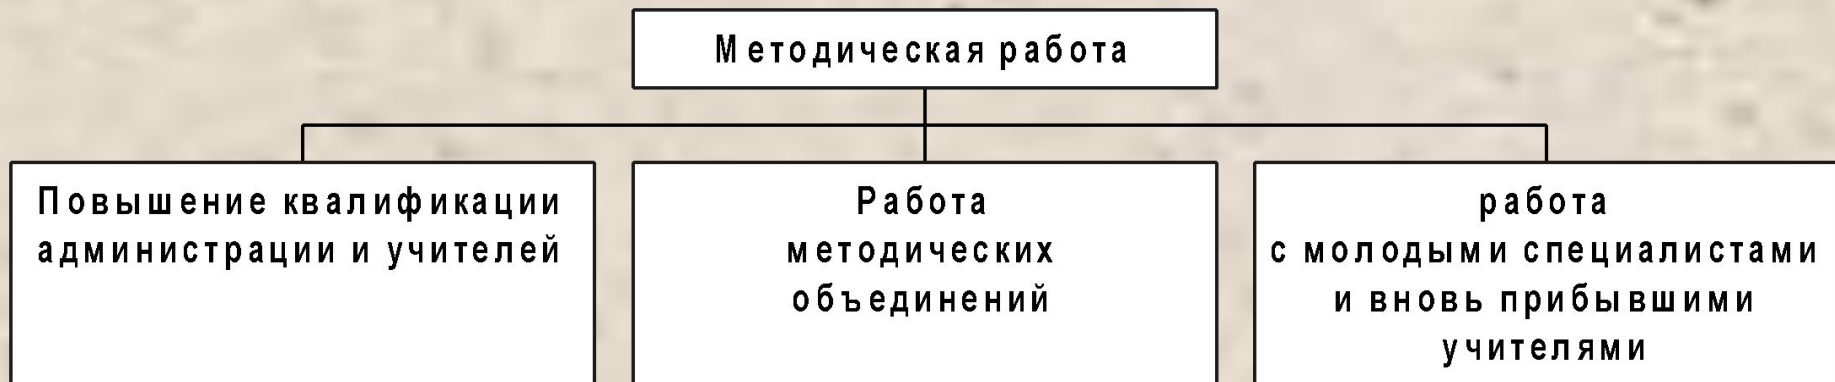 Методическая работа
Повышение квалификации
администрации и учителей
Работа
методических
объединений
работа
с молодыми специалистами
и вновь прибывшими
учителями